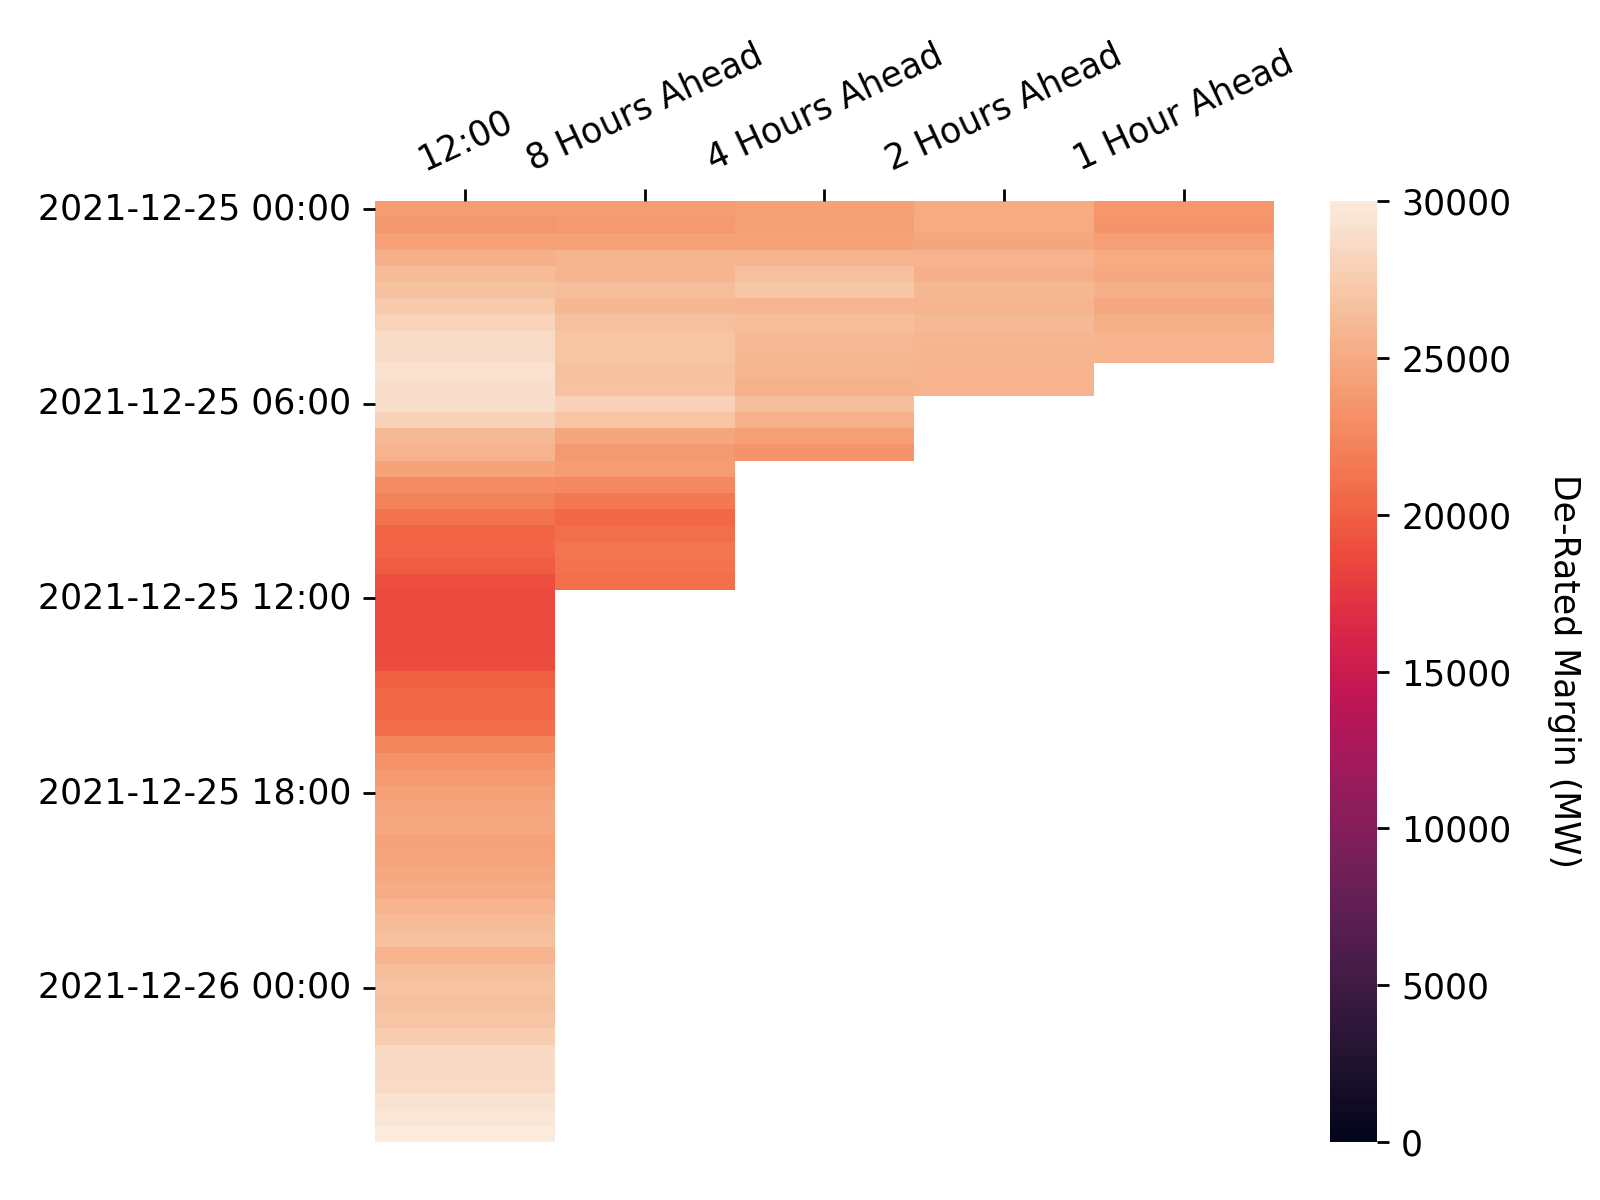 12:00
8 Hours Ahead
4 Hours Ahead
2 Hours Ahead
1 Hour Ahead
2021-12-25 00:00
2021-12-25 06:00
2021-12-25 12:00
2021-12-25 18:00
2021-12-26 00:00
30000
25000
20000
15000
10000
5000
0
De-Rated Margin (MW)